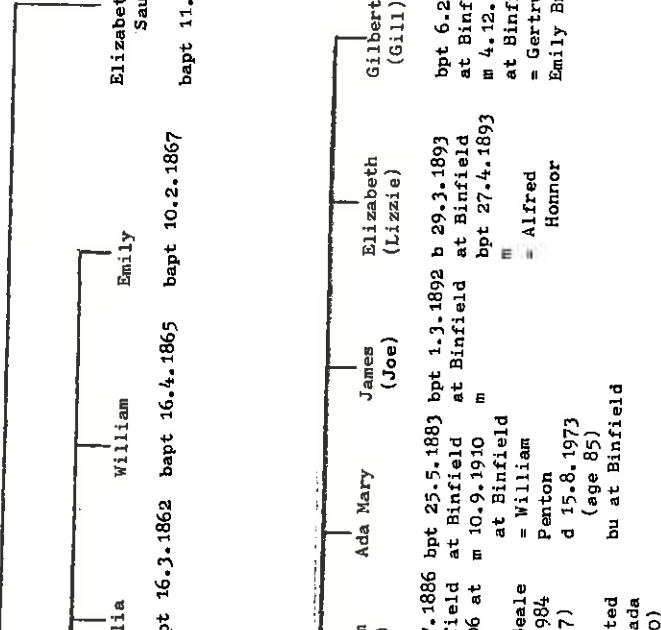 lia William Emily Elizabet
Sau
pt 16.3.1862 bapt 16.4.1865 bapt 10.2.1867 bapt 11.
Ada Mary James Elizabeth Gilbert
(Joe) (Lizzie) (Gill)
.1886 bpt 25.5.1883 bpt 1.3.1892 b 29.3.1893 bpt 6.2
ield at Binfield at Binfield at Binfield at Binf
06 at m 10.9.1910 m bpt 27.4.1893 m 4.12.
at Binfield m at Binf
eale = William = Alfred = Gertru
984 Penton Honnor Emily B
7) d 15.8.1973
(age 85)
ted bu at Binfield
ada
0)